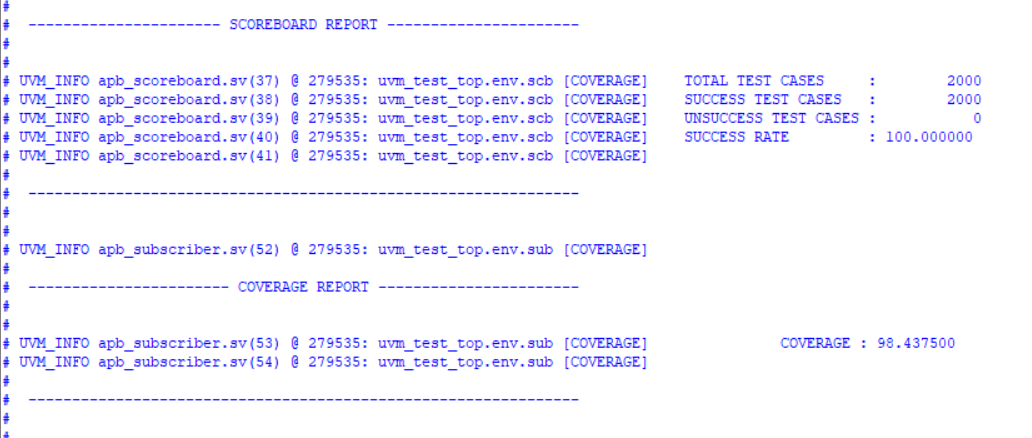 #
# ---------------------- SCOREBOARD REPORT ----------------------
#
#
# UVM_INFO apb_scoreboard.sv(37) @ 279535: uvm_test_top.env.scb [COVERAGE]    TOTAL TEST CASES     :        2000
# UVM_INFO apb_scoreboard.sv(38) @ 279535: uvm_test_top.env.scb [COVERAGE]    SUCCESS TEST CASES   :        2000
# UVM_INFO apb_scoreboard.sv(39) @ 279535: uvm_test_top.env.scb [COVERAGE]    UNSUCCESS TEST CASES :           0
# UVM_INFO apb_scoreboard.sv(40) @ 279535: uvm_test_top.env.scb [COVERAGE]    SUCCESS RATE         : 100.000000
# UVM_INFO apb_scoreboard.sv(41) @ 279535: uvm_test_top.env.scb [COVERAGE]
#
# ---------------------------------------------------------------
#
#
# UVM_INFO apb_subscriber.sv(52) @ 279535: uvm_test_top.env.sub [COVERAGE]
#
# ----------------------- COVERAGE REPORT -----------------------
#
#
# UVM_INFO apb_subscriber.sv(53) @ 279535: uvm_test_top.env.sub [COVERAGE]               COVERAGE : 98.437500
# UVM_INFO apb_subscriber.sv(54) @ 279535: uvm_test_top.env.sub [COVERAGE]
#
# ---------------------------------------------------------------
#
#